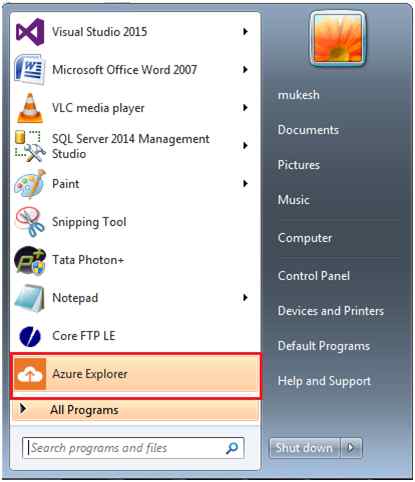 Visual Studio 2015
Microsoft Office Word 2007
VLC media player
SQL Server 2014 Management
Studio
Paint
Snipping Tool
Tata Photon+
Notepad
Core FTP LE
Azure Explorer
All Programs
Search programs and files
mukesh
Documents
Pictures
Music
Computer
Control Panel
Devices and Printers
Default Programs
Help and Support
Shut down